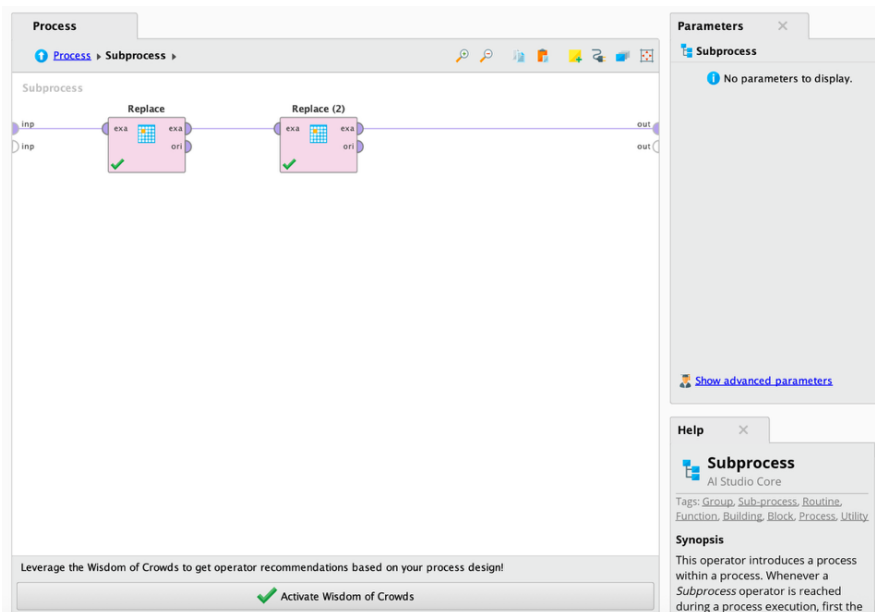 Process
Process ▸ Subprocess ▸
Subprocess
Replace
Replace (2)
inp
exa
exa
exa
exa
out
inp
ori
ori
out
Leverage the Wisdom of Crowds to get operator recommendations based on your process design!
Activate Wisdom of Crowds
Parameters
Subprocess
No parameters to display.
Show advanced parameters
Help
Subprocess
AI Studio Core
Tags: Group, Sub-process, Routine,
Function, Building, Block, Process, Utility
Synopsis
This operator introduces a process
within a process. Whenever a
Subprocess operator is reached
during a process execution, first the